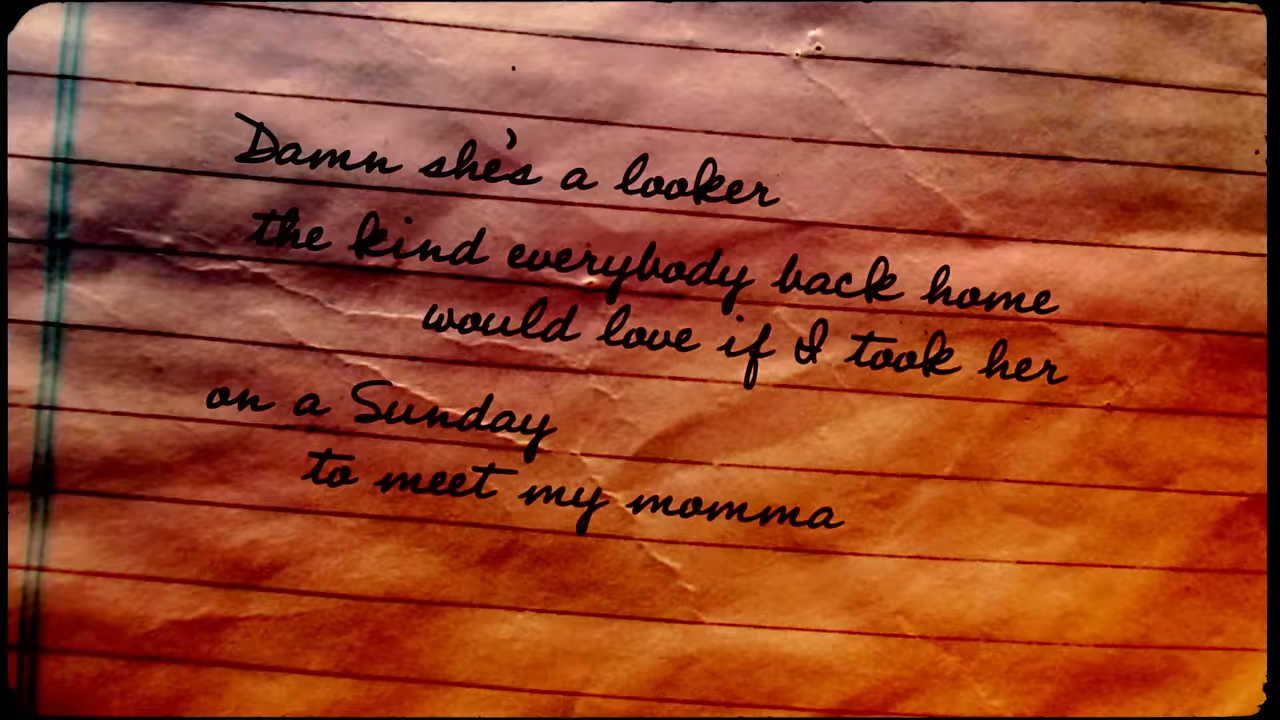 Damn she's a looker
the kind everybody back home
would love if I took her
on a Sunday
to meet my momma